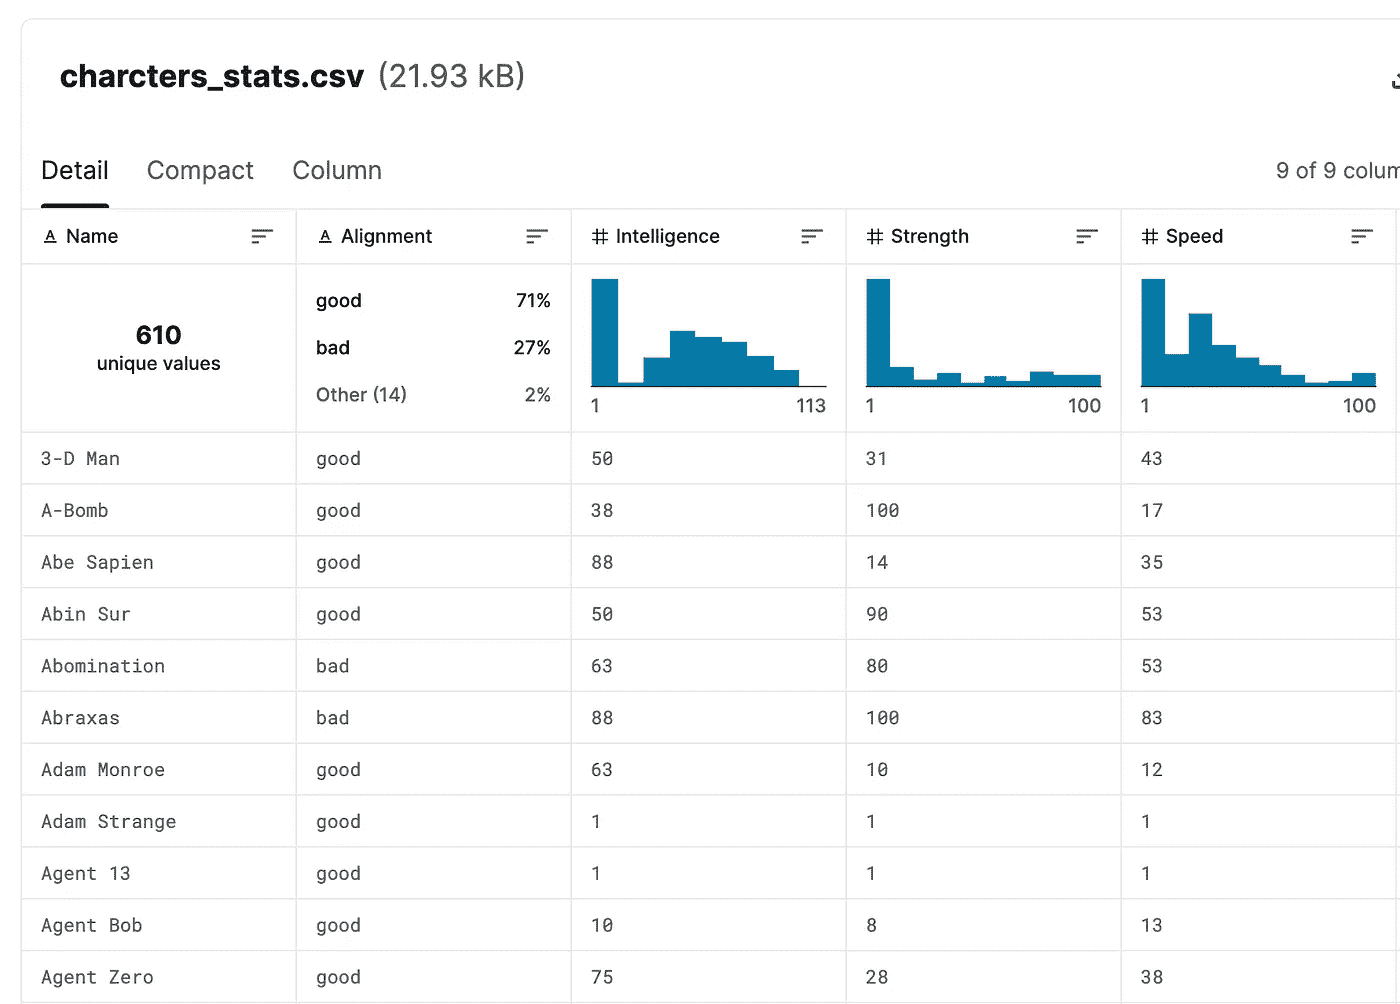 charcters_stats.csv (21.93 kB)
Detail Compact Column 9 of 9
Name Alignment Intelligence Strength Speed
610
unique values
good 71%
bad 27%
Other (14) 2%
1 113
1 100
1 100
3-D Man good 50 31 43
A-Bomb good 38 100 17
Abe Sapien good 88 14 35
Abin Sur good 50 90 53
Abomination bad 63 80 53
Abraxas bad 88 100 83
Adam Monroe good 63 10 12
Adam Strange good 1 1 1
Agent 13 good 1 1 1
Agent Bob good 10 8 13
Agent Zero good 75 28 38